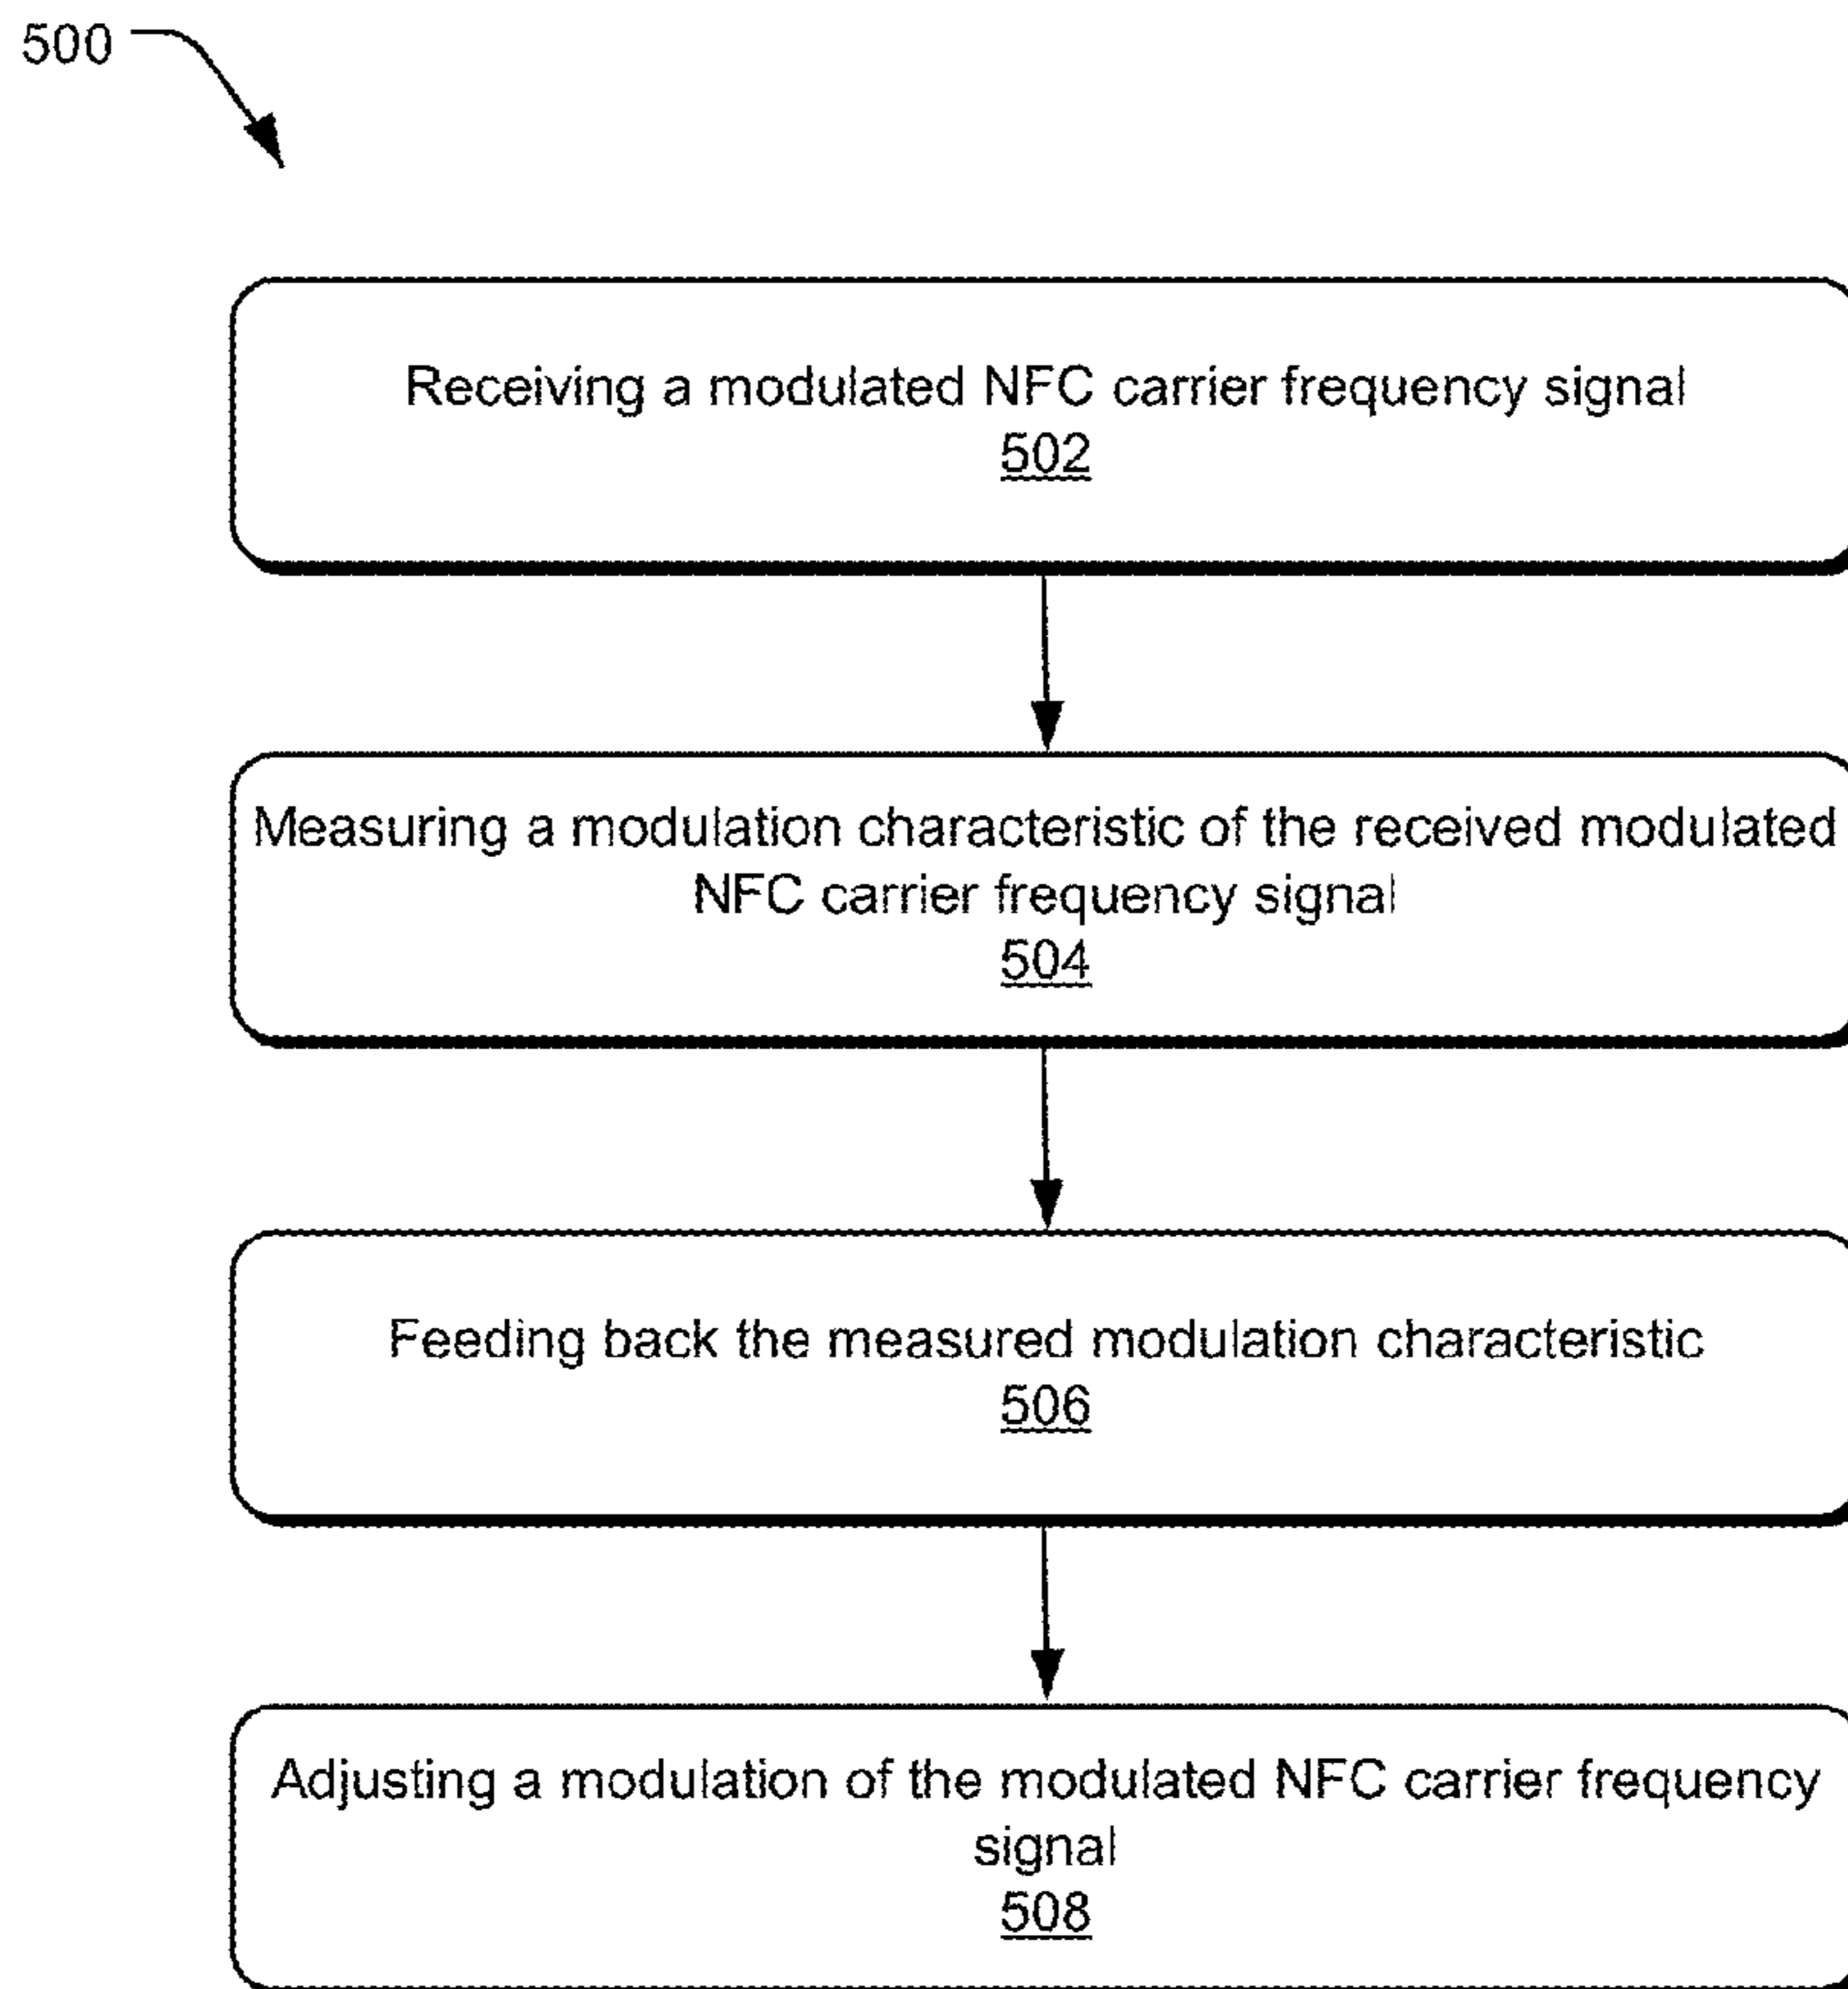 500
Receiving a modulated NFC carrier frequency signal
502
Measuring a modulation characteristic of the received modulated
NFC carrier frequency signal
504
Feeding back the measured modulation characteristic
506
Adjusting a modulation of the modulated NFC carrier frequency
signal
508